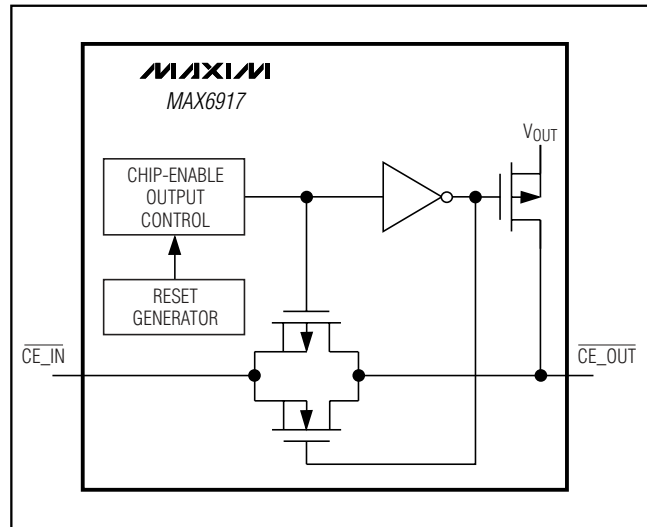 MAXIM
MAX6917
VOUT
CHIP-ENABLE
OUTPUT
CONTROL
RESET
GENERATOR
CE_IN
CE_OUT